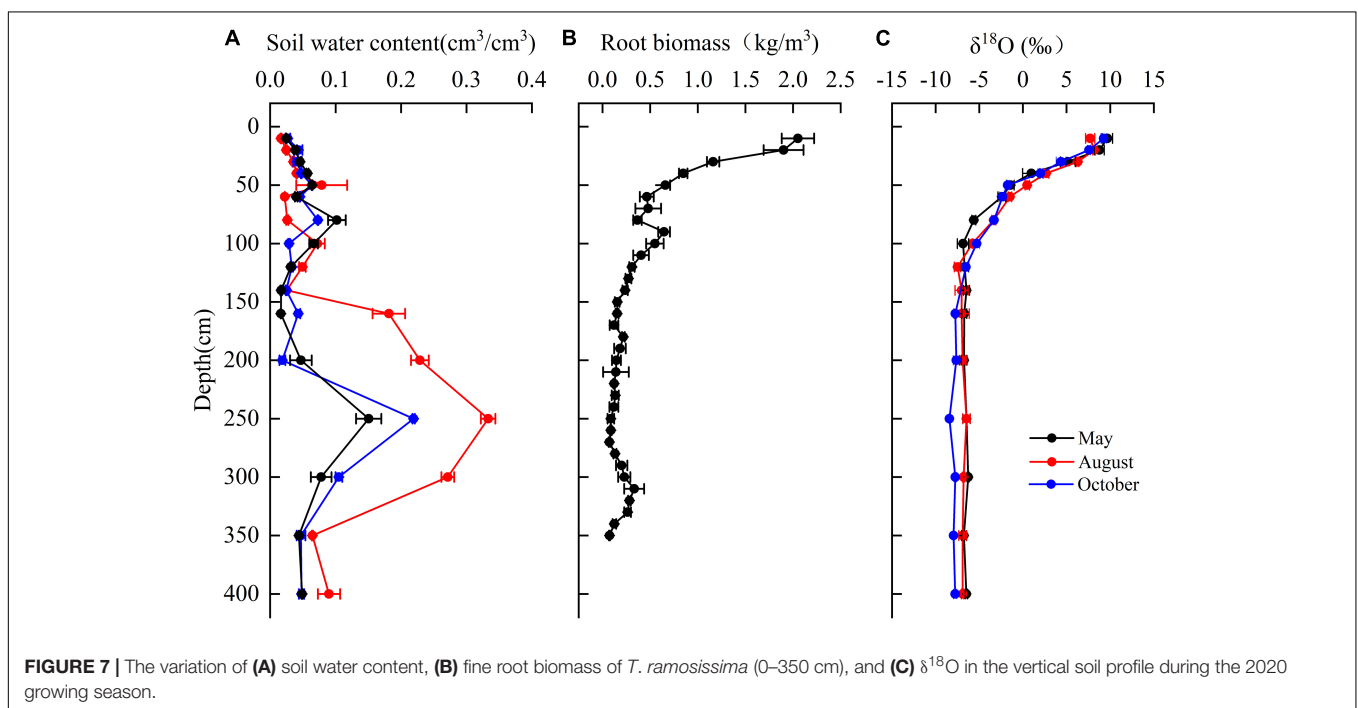 A Soil water content(cm³/cm³) B Root biomass（kg/m³） C δ¹⁸O (‰)
0.0 0.1 0.2 0.3 0.4 0.0 0.5 1.0 1.5 2.0 2.5 -15 -10 -5 0 5 10 15
0
50
100
150
200
250
300
350
400
Depth(cm)
May
August
October
FIGURE 7 | The variation of (A) soil water content, (B) fine root biomass of T. ramosissima (0–350 cm), and (C) δ¹⁸O in the vertical soil profile during the 2020
growing season.